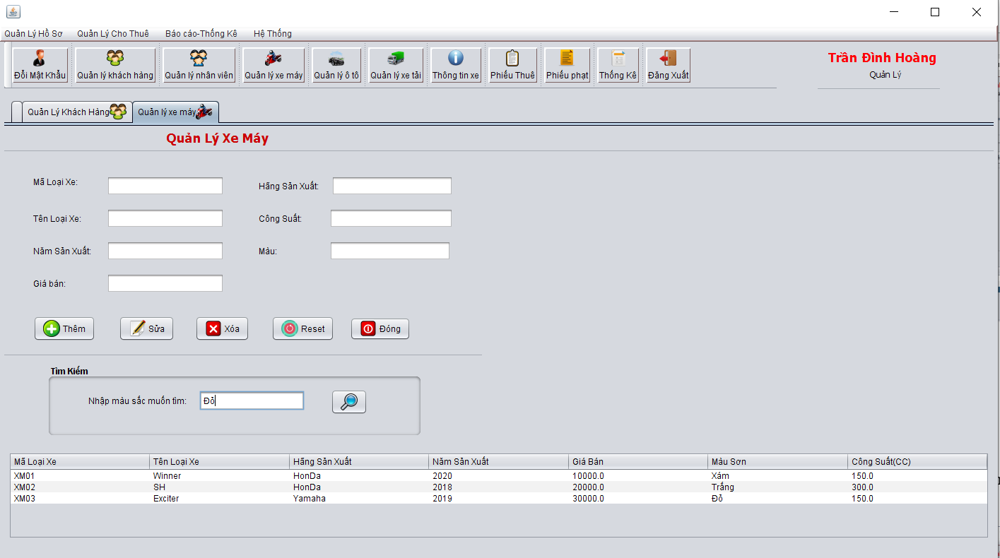 Quản Lý Hồ Sơ Quản Lý Cho Thuê Báo cáo-Thống Kê Hệ Thống
Đổi Mật Khẩu Quản lý khách hàng Quản lý nhân viên Quản lý xe máy Quản lý ô tô Quản lý xe tải Thông tin xe Phiếu Thuê Phiếu phạt Thống Kê Đăng Xuất
Trần Đình Hoàng
Quản Lý
Quản Lý Khách Hàng Quản lý xe máy
Quản Lý Xe Máy
Mã Loại Xe: Hãng Sản Xuất:
Tên Loại Xe: Công Suất:
Năm Sản Xuất: Màu:
Giá bán:
Thêm Sửa Xóa Reset Đóng
Tìm Kiếm
Nhập màu sắc muốn tìm: Đỏ
Mã Loại Xe Tên Loại Xe Hãng Sản Xuất Năm Sản Xuất Giá Bán Màu Sơn Công Suất(CC)
XM01 Winner HonDa 2020 10000.0 Xám 150.0
XM02 SH HonDa 2018 20000.0 Trắng 300.0
XM03 Exciter Yamaha 2019 30000.0 Đỏ 150.0